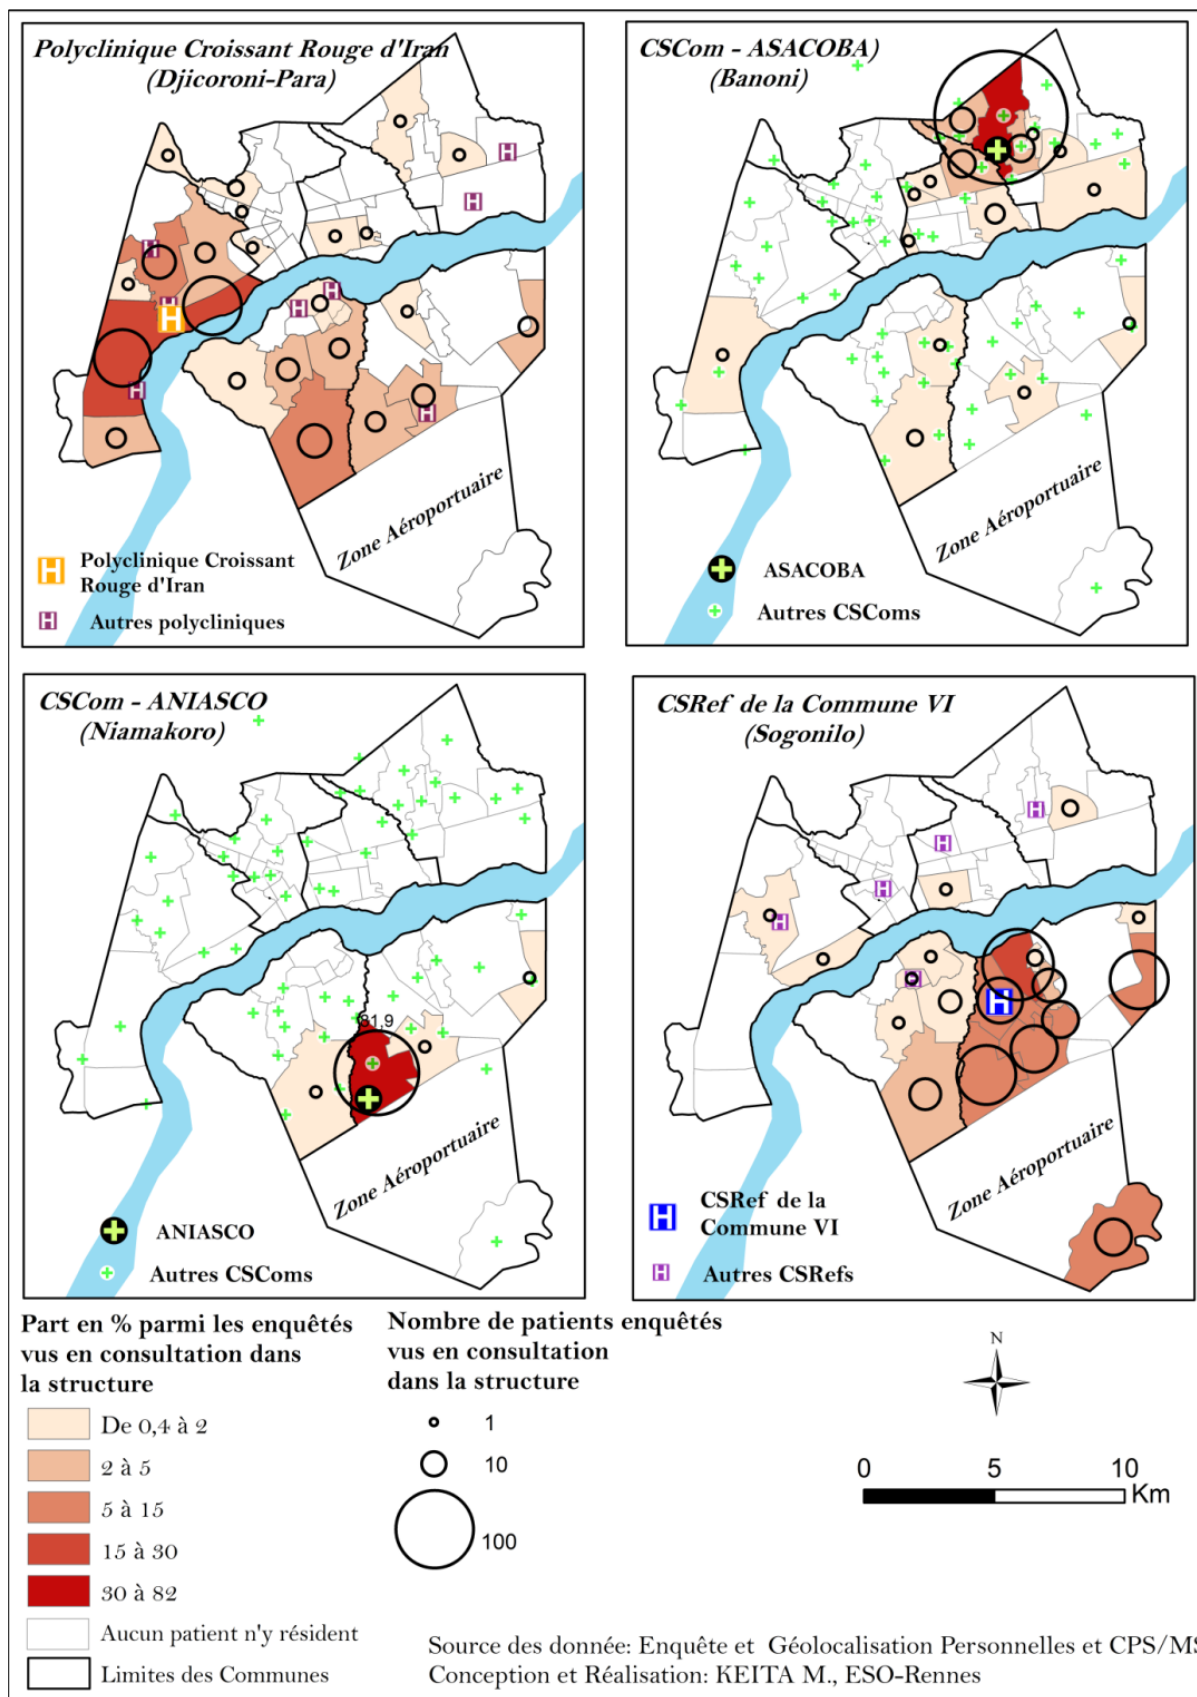 Polyclinique Croissant Rouge d'Iran
(Djicoroni-Para)
H
H
H
H
H
H
H
H
H
Zone Aéroportuaire
H Polyclinique Croissant
Rouge d'Iran
H Autres polycliniques
CSCom - ASACOBA)
(Banoni)
Zone Aéroportuaire
ASACOBA
Autres CSComs
CSCom - ANIASCO
(Niamakoro)
81,9
Zone Aéroportuaire
ANIASCO
Autres CSComs
CSRef de la Commune VI
(Sogonilo)
H
H
H
H
H
H
Zone Aéroportuaire
H CSRef de la
Commune VI
H Autres CSRefs
Part en % parmi les enquêtés
vus en consultation dans
la structure
De 0,4 à 2
2 à 5
5 à 15
15 à 30
30 à 82
Aucun patient n'y résident
Limites des Communes
Nombre de patients enquêtés
vus en consultation
dans la structure
1
10
100
N
0 5 10
Km
Source des donnée: Enquête et Géolocalisation Personnelles et CPS/MS
Conception et Réalisation: KEITA M., ESO-Rennes